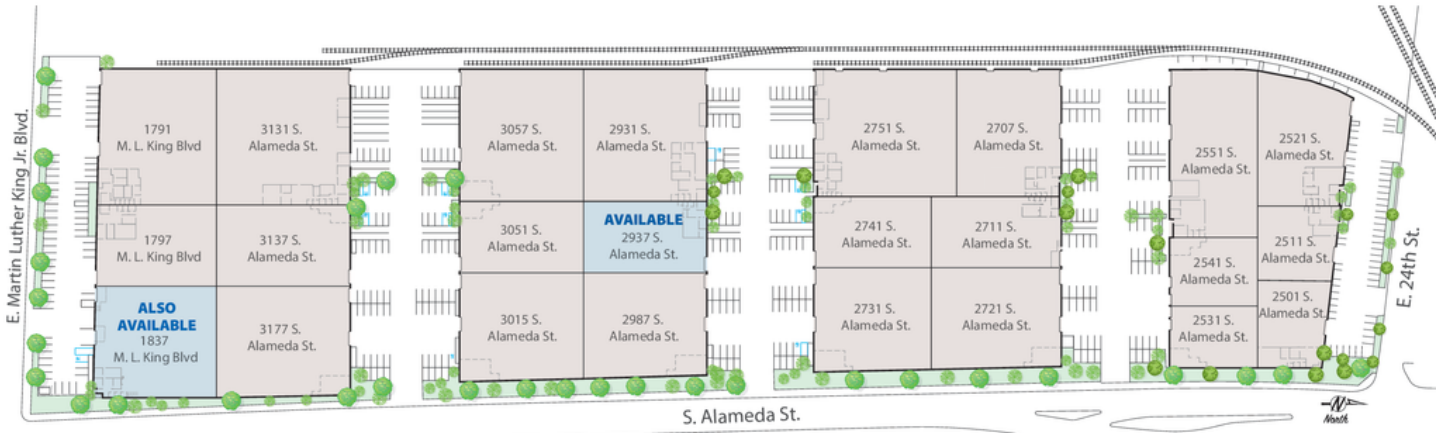 E. Martin Luther King Jr. Blvd.
1791
M. L. King Blvd
3131 S.
Alameda St.
1797
M. L. King Blvd
3137 S.
Alameda St.
ALSO
AVAILABLE
1837
M. L. King Blvd
3177 S.
Alameda St.
3057 S.
Alameda St.
2931 S.
Alameda St.
3051 S.
Alameda St.
AVAILABLE
2937 S.
Alameda St.
3015 S.
Alameda St.
2987 S.
Alameda St.
2751 S.
Alameda St.
2707 S.
Alameda St.
2741 S.
Alameda St.
2711 S.
Alameda St.
2731 S.
Alameda St.
2721 S.
Alameda St.
2551 S.
Alameda St.
2521 S.
Alameda St.
2511 S.
Alameda St.
2541 S.
Alameda St.
2501 S.
Alameda St.
2531 S.
Alameda St.
E. 24th St.
S. Alameda St.
N
North